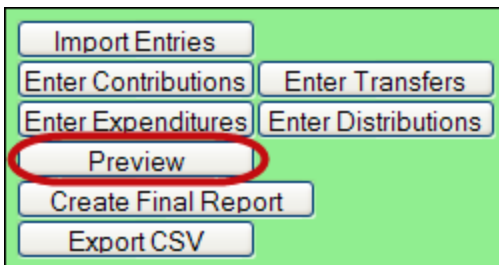 Import Entries
Enter Contributions Enter Transfers
Enter Expenditures Enter Distributions
Preview
Create Final Report
Export CSV